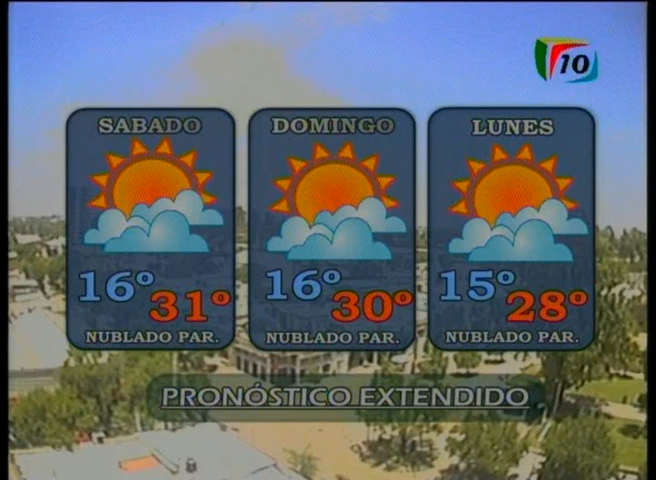 10
SABADO
16º
31º
NUBLADO PAR.
DOMINGO
16º
30º
NUBLADO PAR.
LUNES
15º
28º
NUBLADO PAR.
PRONÓSTICO EXTENDIDO